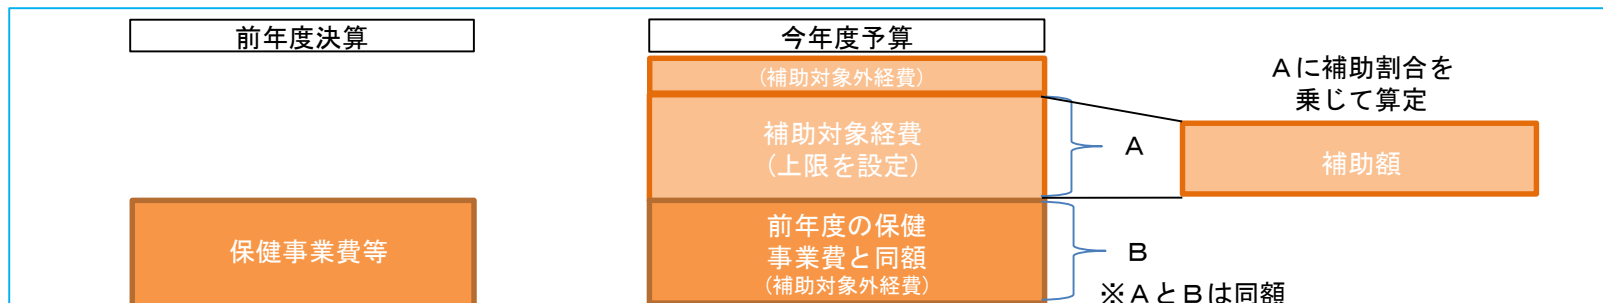 前年度決算
今年度予算
(補助対象外経費)
Aに補助割合を
乗じて算定
補助対象経費
(上限を設定)
A
補助額
保健事業費等
前年度の保健
事業費と同額
(補助対象外経費)
B
※AとBは同額